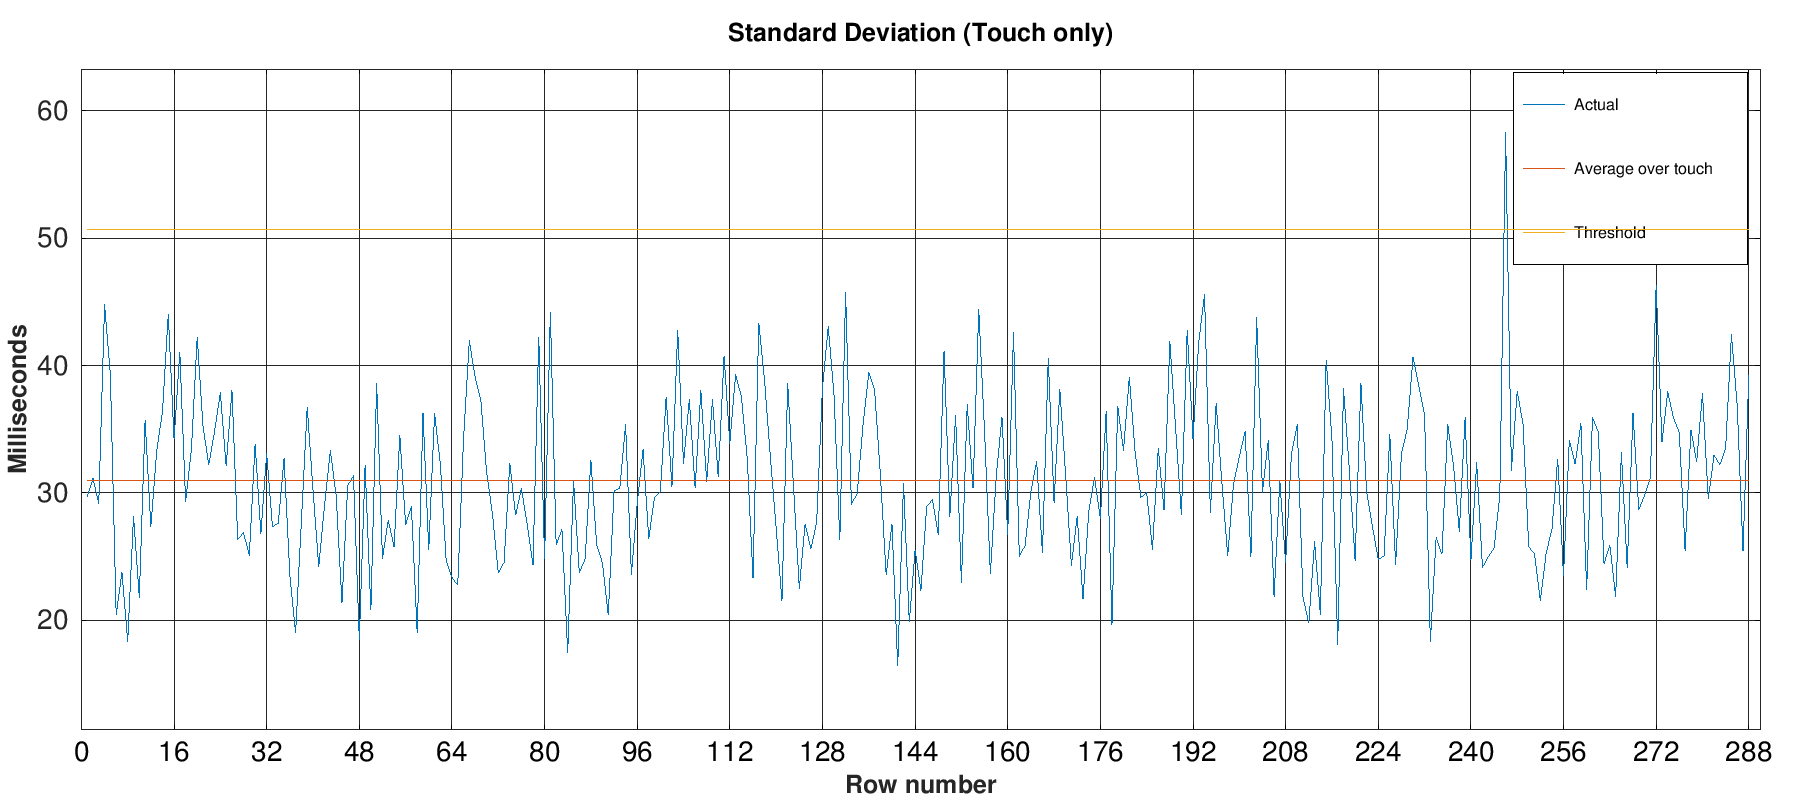 Standard Deviation (Touch only)
60
50
40
30
20
Milliseconds
Actual
Average over touch
Threshold
0 16 32 48 64 80 96 112 128 144 160 176 192 208 224 240 256 272 288
Row number